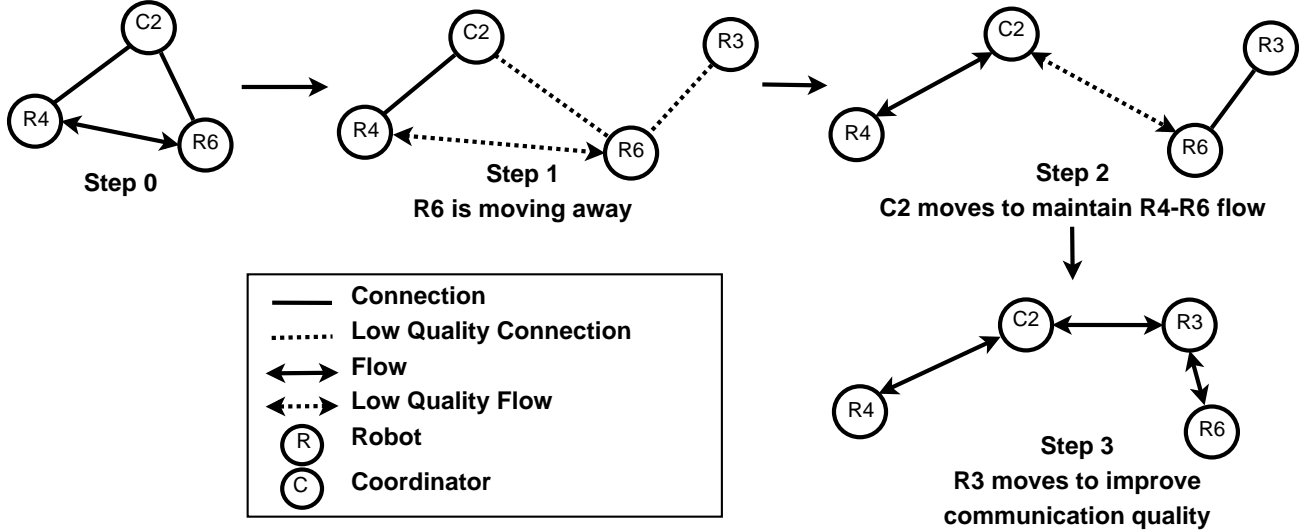 C2
R4
R6
Step 0
C2
R3
R4
R6
Step 1
R6 is moving away
C2
R3
R4
R6
Step 2
C2 moves to maintain R4-R6 flow
Connection
Low Quality Connection
Flow
Low Quality Flow
R
Robot
C
Coordinator
C2
R3
R4
R6
Step 3
R3 moves to improve
communication quality